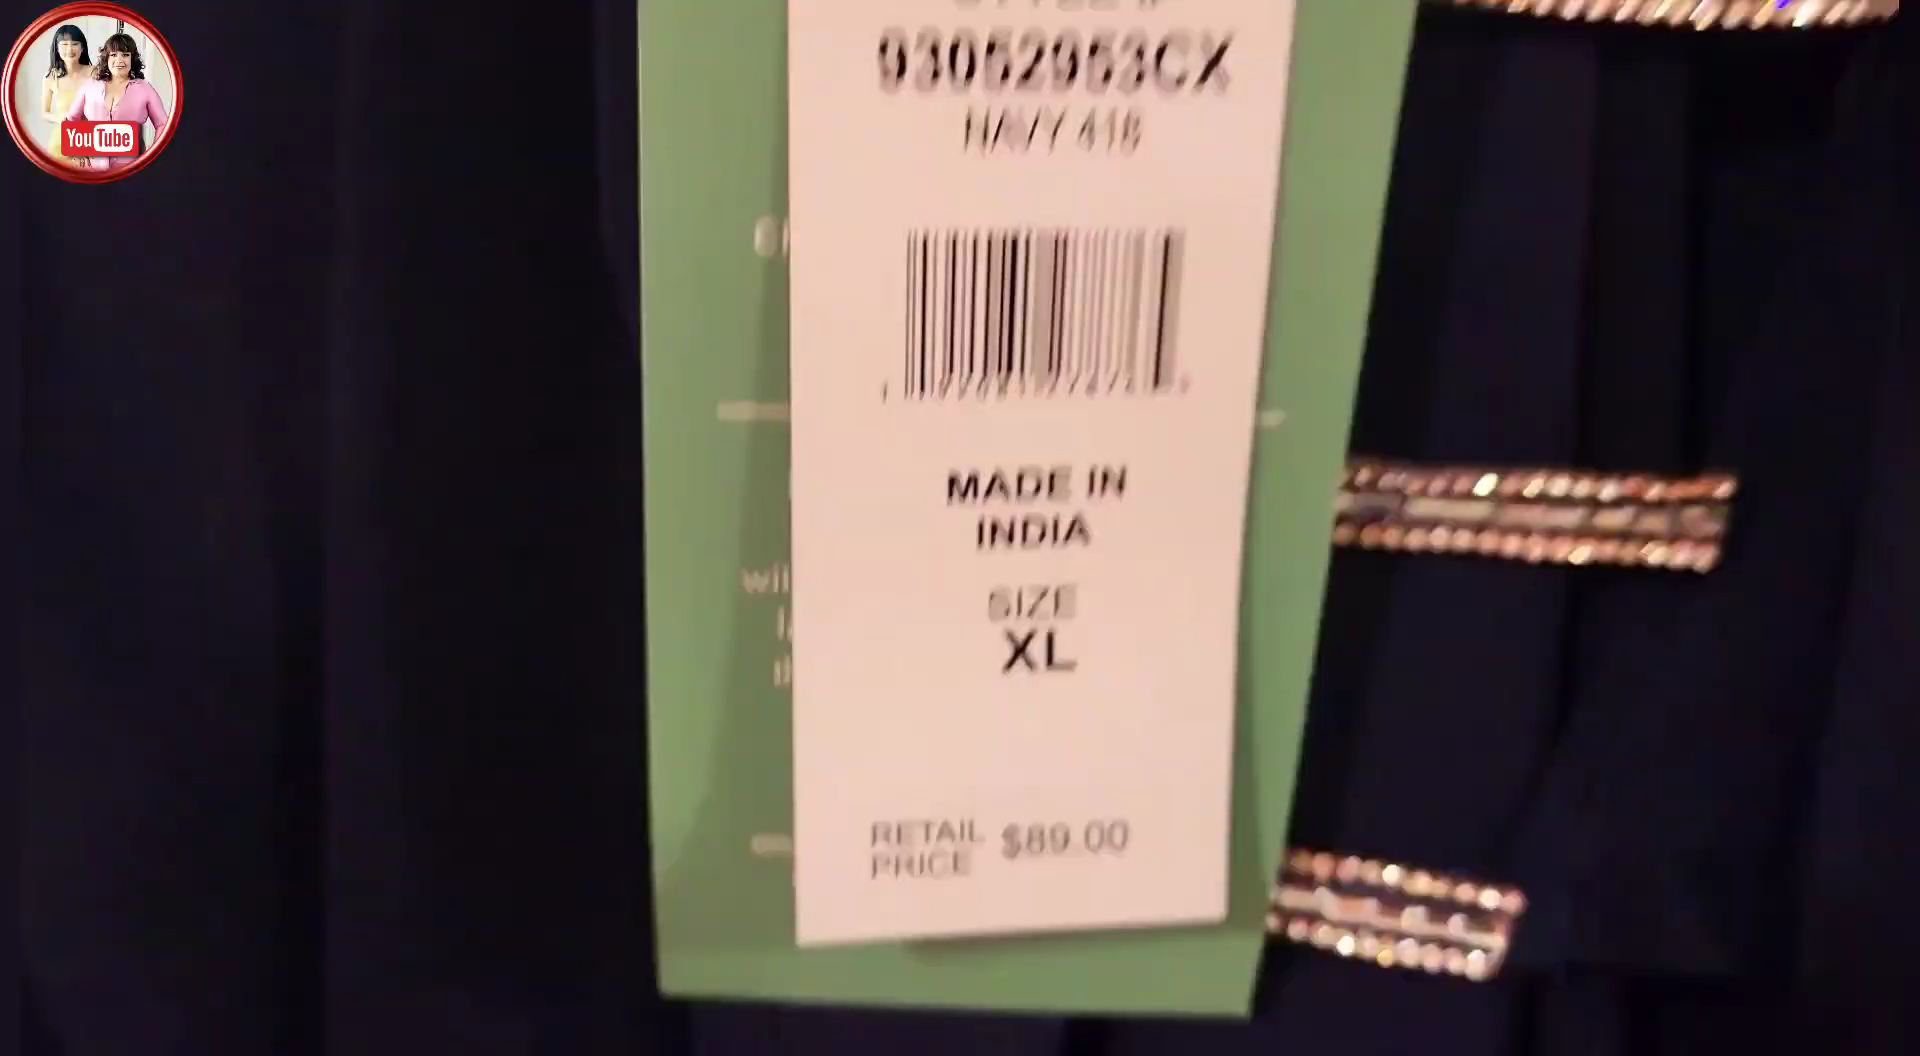 YouTube
93052953CX
NAVY 418
MADE IN
INDIA
SIZE
XL
RETAIL
PRICE $89.00